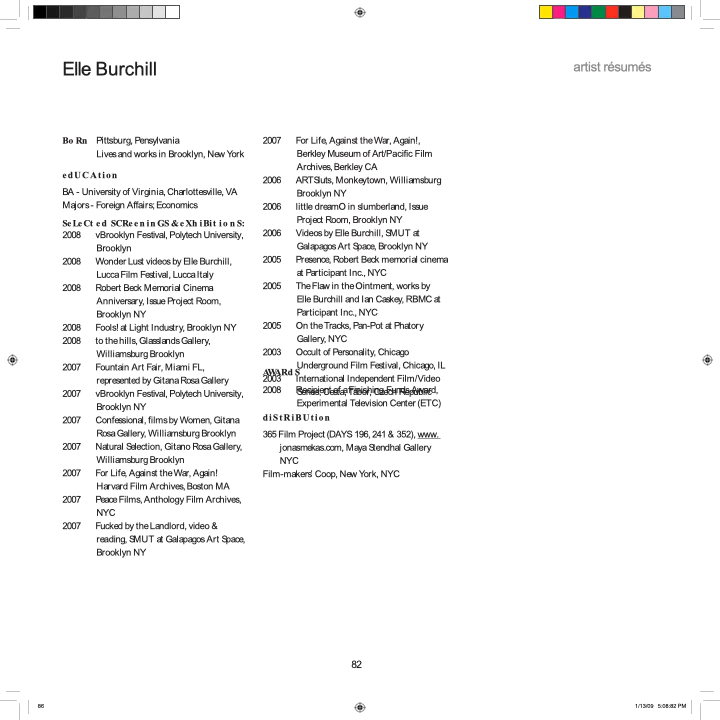 Elle Burchill
artist résumés
Bo Rn Pittsburg, Pensylvania
Lives and works in Brooklyn, New York
edUCAtion
BA - University of Virginia, Charlottesville, VA
Majors - Foreign Affairs; Economics
SeLeCted SCReeninGS & eXhiBitionS:
2008 vBrooklyn Festival, Polytech University,
Brooklyn
2008 Wonder Lust videos by Elle Burchill,
Lucca Film Festival, Lucca Italy
2008 Robert Beck Memorial Cinema
Anniversary, Issue Project Room,
Brooklyn NY
2008 Fools! at Light Industry, Brooklyn NY
2008 to the hills, Glasslands Gallery,
Williamsburg Brooklyn
2007 Fountain Art Fair, Miami FL,
represented by Gitana Rosa Gallery
2007 vBrooklyn Festival, Polytech University,
Brooklyn NY
2007 Confessional, films by Women, Gitana
Rosa Gallery, Williamsburg Brooklyn
2007 Natural Selection, Gitano Rosa Gallery,
Williamsburg Brooklyn
2007 For Life, Against the War, Again!
Harvard Film Archives, Boston MA
2007 Peace Films, Anthology Film Archives,
NYC
2007 Fucked by the Landlord, video &
reading, SMUT at Galapagos Art Space,
Brooklyn NY
2007 For Life, Against the War, Again!,
Berkley Museum of Art/Pacific Film
Archives, Berkley CA
2006 ARTSluts, Monkeytown, Williamsburg
Brooklyn NY
2006 little dreamO in slumberland, Issue
Project Room, Brooklyn NY
2006 Videos by Elle Burchill, SMUT at
Galapagos Art Space, Brooklyn NY
2005 Presence, Robert Beck memorial cinema
at Participant Inc., NYC
2005 The Flaw in the Ointment, works by
Elle Burchill and Ian Caskey, RBMC at
Participant Inc., NYC
2005 On the Tracks, Pan-Pot at Phatory
Gallery, NYC
2003 Occult of Personality, Chicago
Underground Film Festival, Chicago, IL
AWARdS
2003 International Independent Film/Video
2008 Recipient of a Finishing Funds Award,
Experimental Television Center (ETC)
diStRiBUtion
365 Film Project (DAYS 196, 241 & 352), www.
jonasmekas.com, Maya Stendhal Gallery
NYC
Film-makers' Coop, New York, NYC
82
86
1/13/09 5:08:82 PM